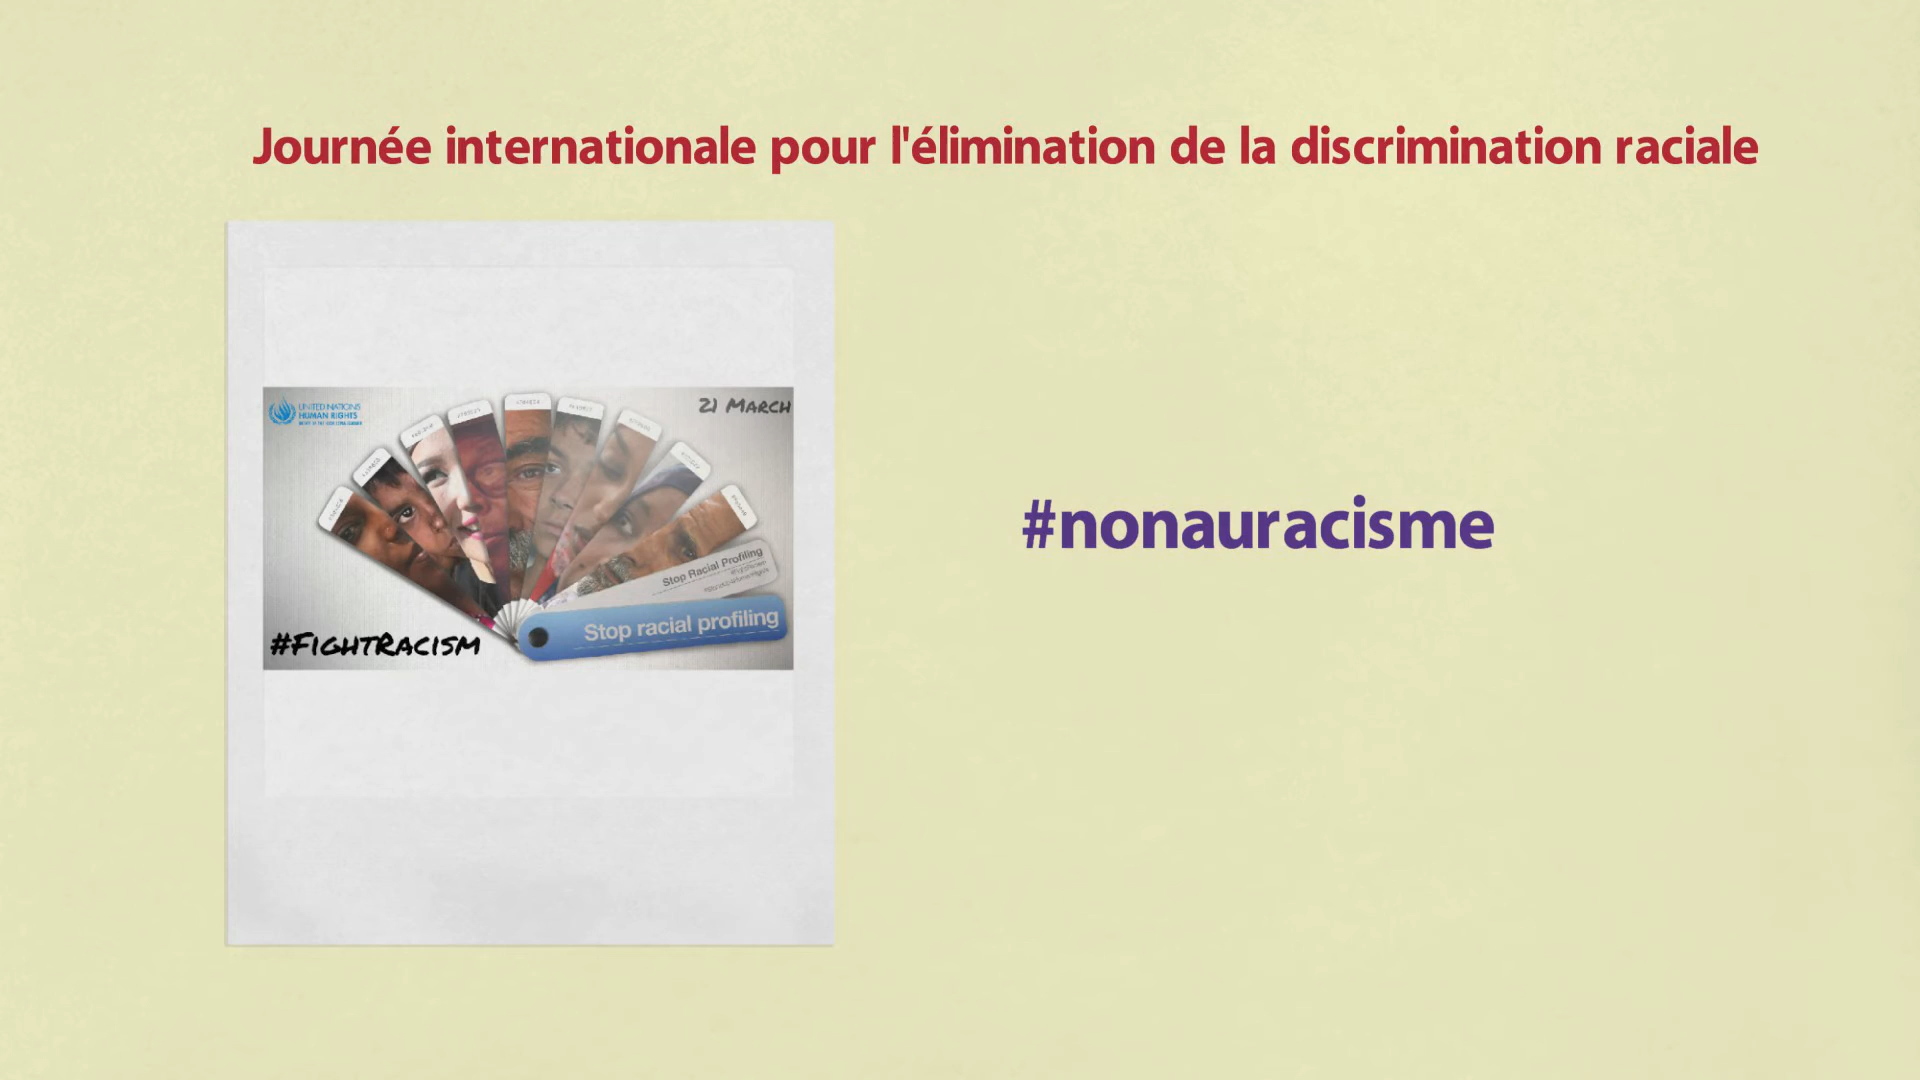 Journée internationale pour l'élimination de la discrimination raciale
UNITED NATIONS
HUMAN RIGHTS
21 MARCH
#nonauracisme
Stop Racial Profiling
Stop racial profiling
#FIGHTRACISM